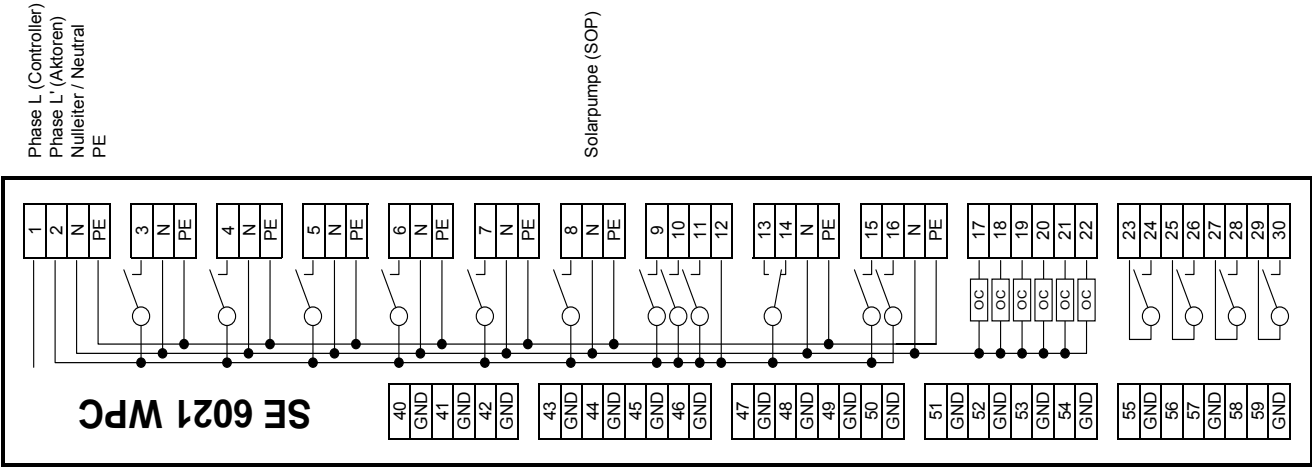 Phase L (Controller)
Phase L' (Aktoren)
Nulleiter / Neutral
PE
Solarpumpe (SOP)
1 2 N PE
3 N PE
4 N PE
5 N PE
6 N PE
7 N PE
8 N PE
9 10 11 12
13 14 N PE
15 16 N PE
17 18 19 20 21 22
23 24 25 26 27 28 29 30
OC OC OC OC OC OC
SE 6021 WPC
40 GND 41 GND 42 GND
43 GND 44 GND 45 GND 46 GND
47 GND 48 GND 49 GND 50 GND
51 GND 52 GND 53 GND 54 GND
55 GND 56 57 GND 58 59 GND